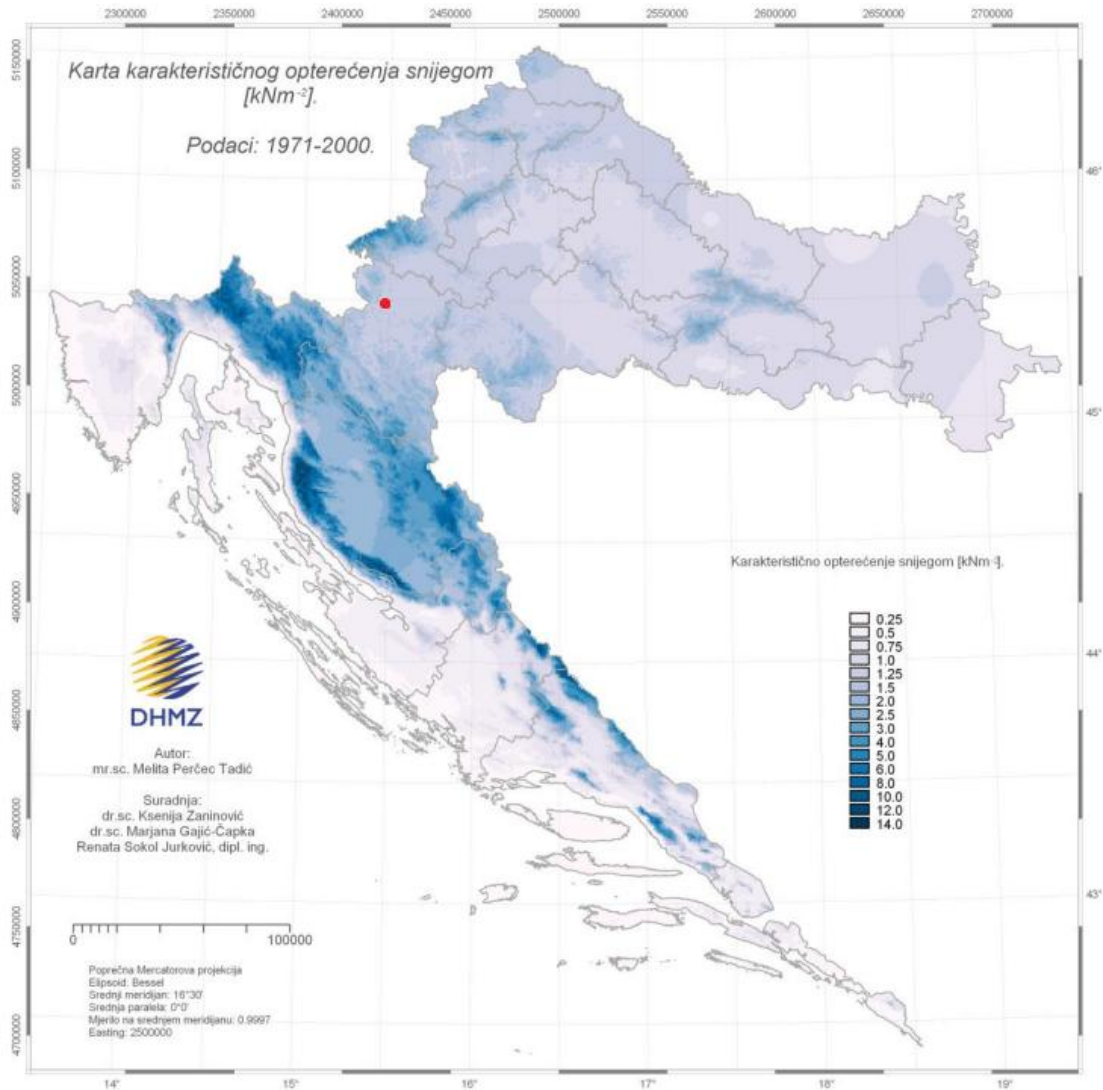 2300000 2350000 2400000 2450000 2500000 2550000 2600000 2650000 2700000
Karta karakterističnog opterećenja snijegom
[kNm⁻²].
Podaci: 1971-2000.
5150000
5100000
5050000
5000000
4950000
4900000
4850000
4800000
4750000
4700000
46°
45°
44°
43°
Karakteristično opterećenje snijegom [kNm⁻²].
0.25
0.5
0.75
1.0
1.25
1.5
2.0
2.5
3.0
4.0
5.0
6.0
8.0
10.0
12.0
14.0
DHMZ
Autor:
mr.sc. Melita Perčec Tadić
Suradnja:
dr.sc. Ksenija Zaninović
dr.sc. Marjana Gajić-Čapka
Renata Sokol Jurković, dipl. ing.
0 100000
Poprečna Mercatorova projekcija
Elipsoid: Bessel
Srednji meridijan: 16°30'
Srednja paralela: 0°0'
Mjerilo na srednjem meridijanu: 0.9997
Easting: 2500000
14° 15° 16° 17° 18° 19°